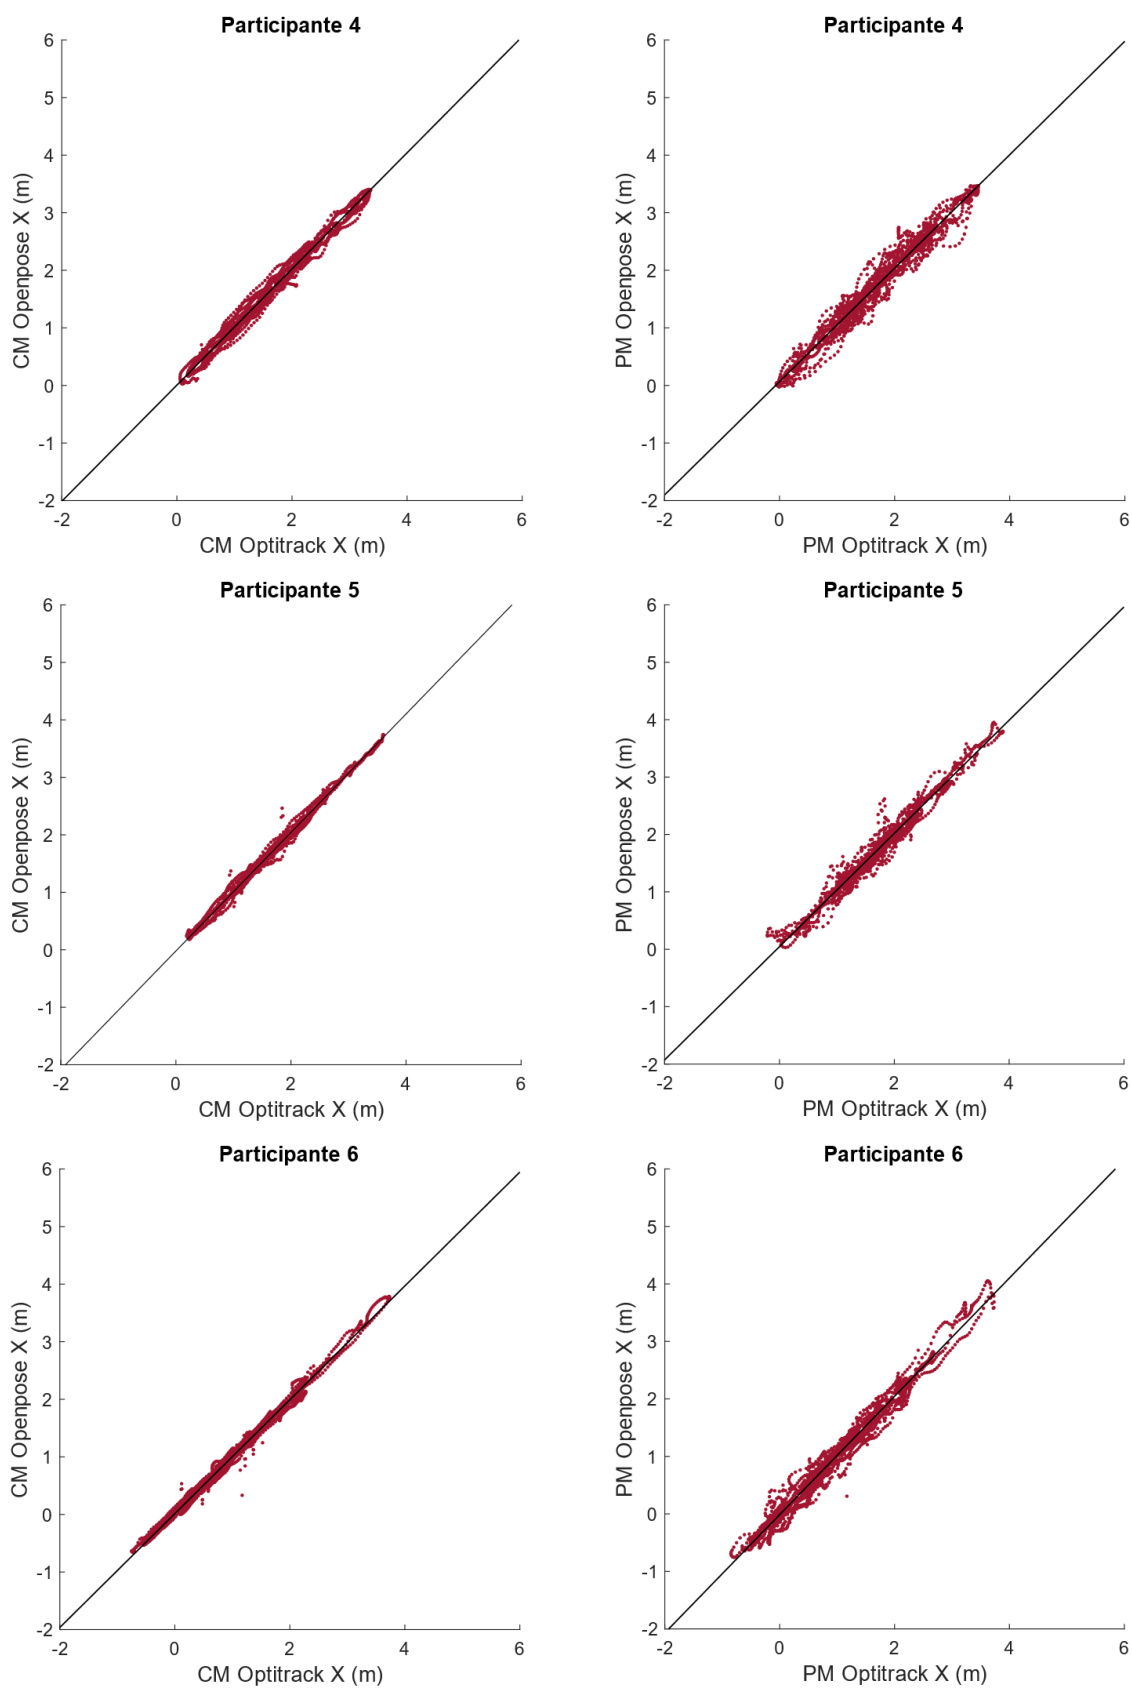 Participante 4
6
5
4
3
2
1
0
-1
-2
CM Openpose X (m)
-2 0 2 4 6
CM Optitrack X (m)
Participante 4
6
5
4
3
2
1
0
-1
-2
PM Openpose X (m)
-2 0 2 4 6
PM Optitrack X (m)
Participante 5
6
5
4
3
2
1
0
-1
-2
CM Openpose X (m)
-2 0 2 4 6
CM Optitrack X (m)
Participante 5
6
5
4
3
2
1
0
-1
-2
PM Openpose X (m)
-2 0 2 4 6
PM Optitrack X (m)
Participante 6
6
5
4
3
2
1
0
-1
-2
CM Openpose X (m)
-2 0 2 4 6
CM Optitrack X (m)
Participante 6
6
5
4
3
2
1
0
-1
-2
PM Openpose X (m)
-2 0 2 4 6
PM Optitrack X (m)